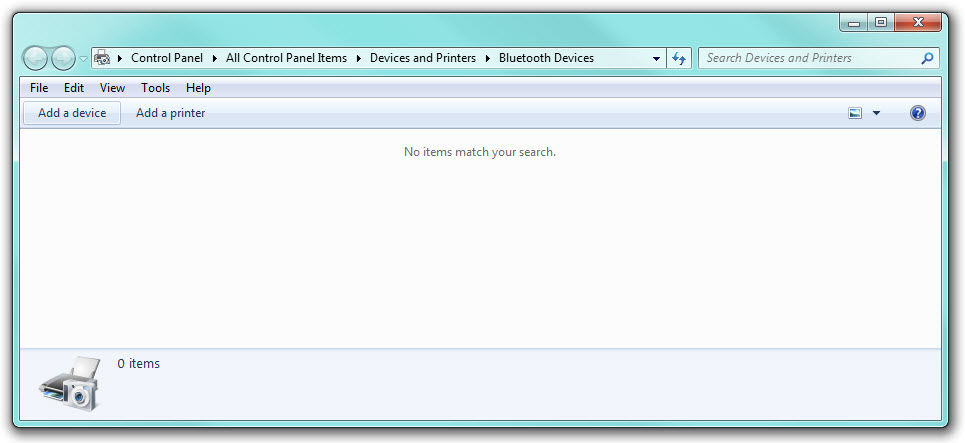 Control Panel All Control Panel Items Devices and Printers Bluetooth Devices Search Devices and Printers
File Edit View Tools Help
Add a device Add a printer
No items match your search.
0 items